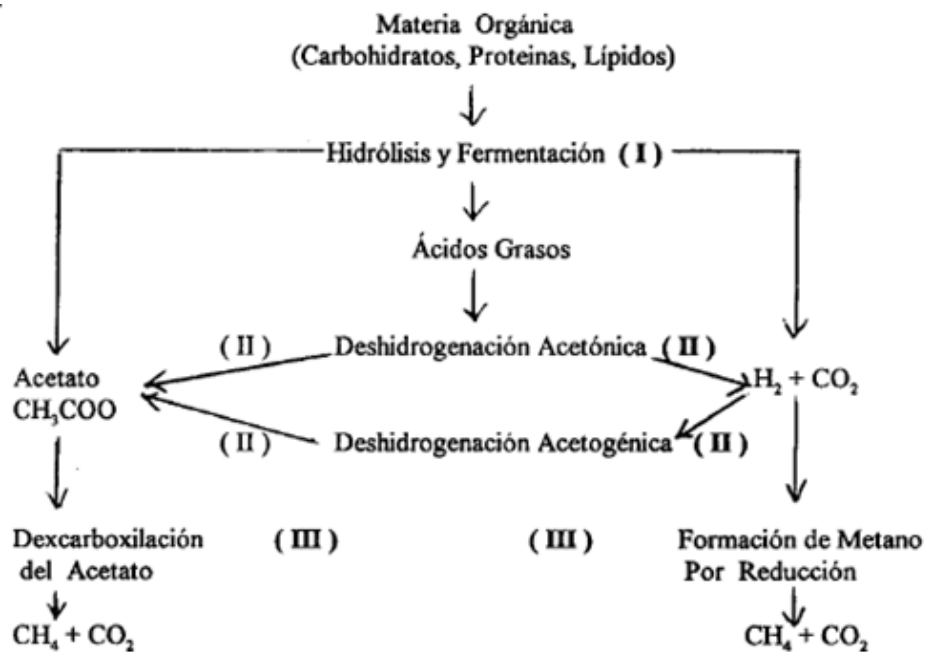 Materia Orgánica
(Carbohidratos, Proteinas, Lípidos)
Hidrólisis y Fermentación (I)
Ácidos Grasos
(II) Deshidrogenación Acetónica (II)
Acetato
CH₃COO
H₂ + CO₂
(II) Deshidrogenación Acetogénica (II)
Dexcarboxilación
del Acetato
(III)
(III)
Formación de Metano
Por Reducción
CH₄ + CO₂
CH₄ + CO₂